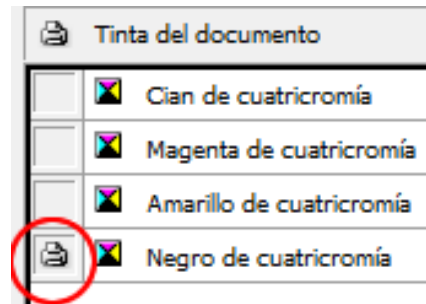 Tinta del documento
Cian de cuatricromía
Magenta de cuatricromía
Amarillo de cuatricromía
Negro de cuatricromía